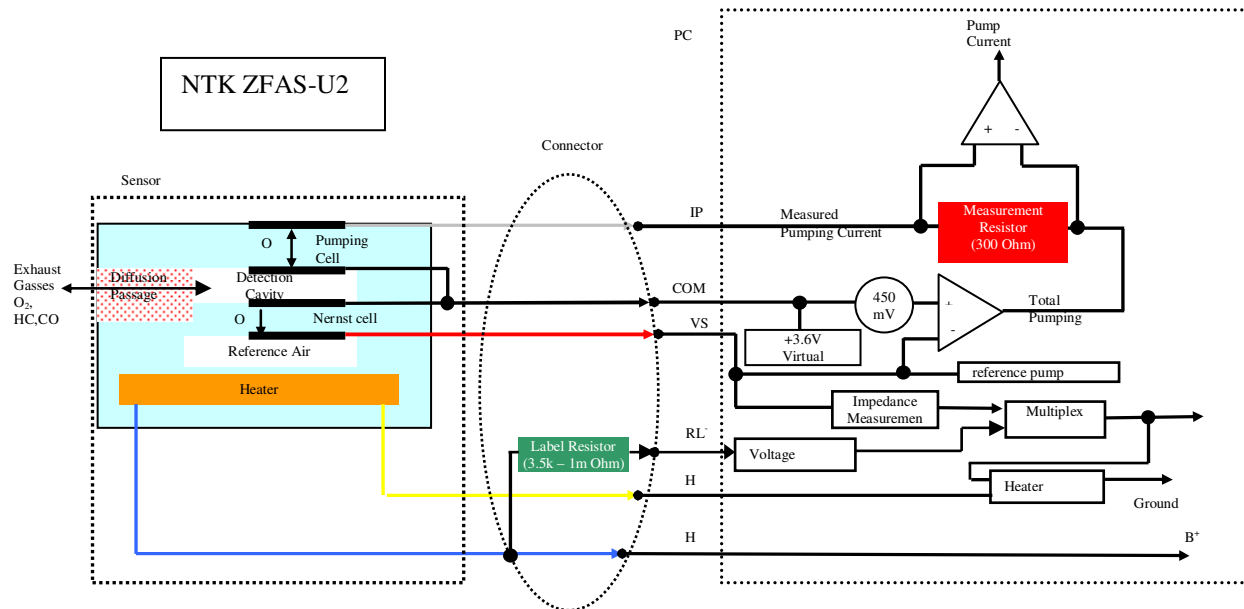 PC
Pump
Current
NTK ZFAS-U2
+ -
Connector
Sensor
IP
Measured
Pumping Current
Measurement
Resistor
(300 Ohm)
O
Pumping
Cell
Exhaust
Gasses
O₂,
HC,CO
Diffusion
Passage
Detection
Cavity
COM
450
mV
+
-
Total
Pumping
O
Nernst cell
VS
+3.6V
Virtual
Reference Air
reference pump
Heater
Impedance
Measuremen
Multiplex
Label Resistor
(3.5k – 1m Ohm)
RL⁻
Voltage
H
Heater
Ground
H
B⁺